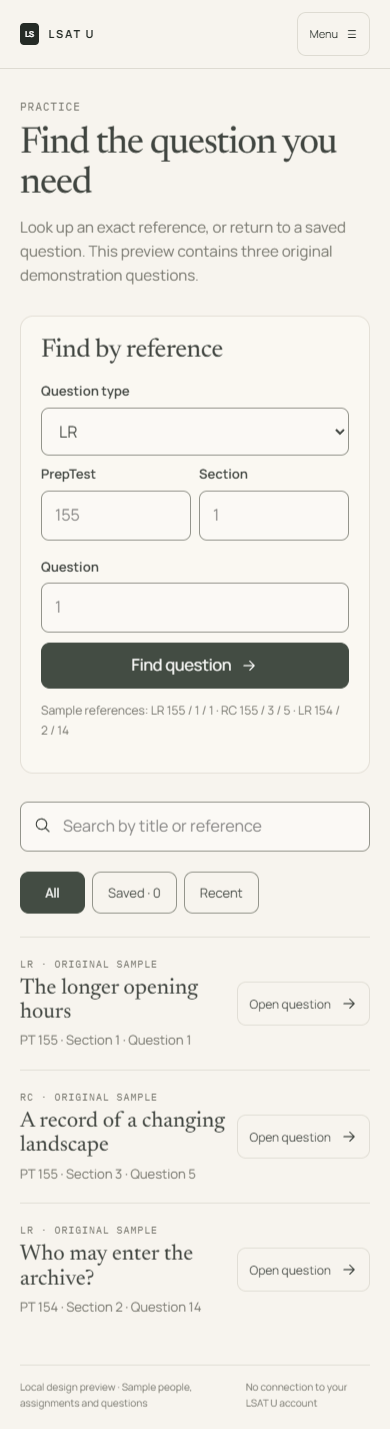 LS LSAT U
Menu ☰
PRACTICE
Find the question you
need
Look up an exact reference, or return to a saved
question. This preview contains three original
demonstration questions.
Find by reference
Question type
LR
PrepTest Section
155 1
Question
1
Find question →
Sample references: LR 155 / 1 / 1 · RC 155 / 3 / 5 · LR 154 /
2 / 14
Search by title or reference
All Saved · 0 Recent
LR · ORIGINAL SAMPLE
The longer opening
hours
Open question →
PT 155 · Section 1 · Question 1
RC · ORIGINAL SAMPLE
A record of a changing
landscape
Open question →
PT 155 · Section 3 · Question 5
LR · ORIGINAL SAMPLE
Who may enter the
archive?
Open question →
PT 154 · Section 2 · Question 14
Local design preview · Sample people,
assignments and questions
No connection to your
LSAT U account